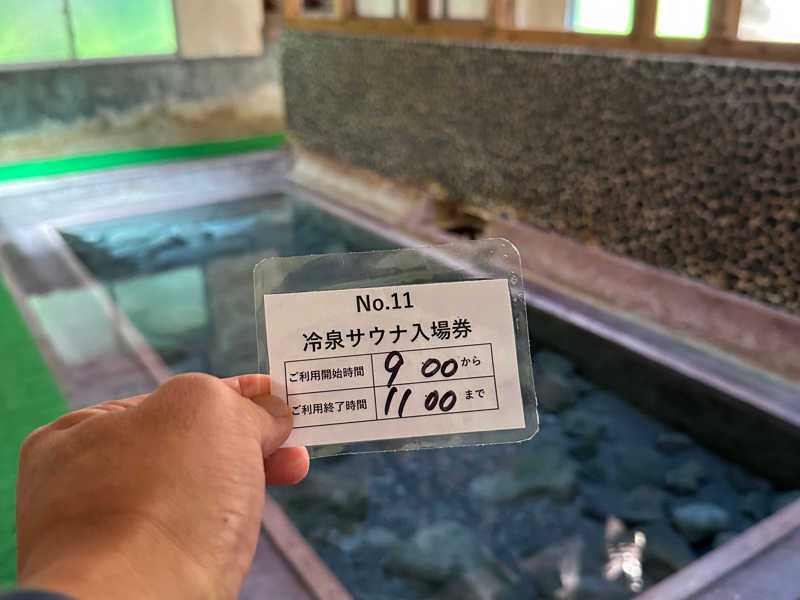 No.11
冷泉サウナ入場券
ご利用開始時間 9 00 から
ご利用終了時間 11 00 まで